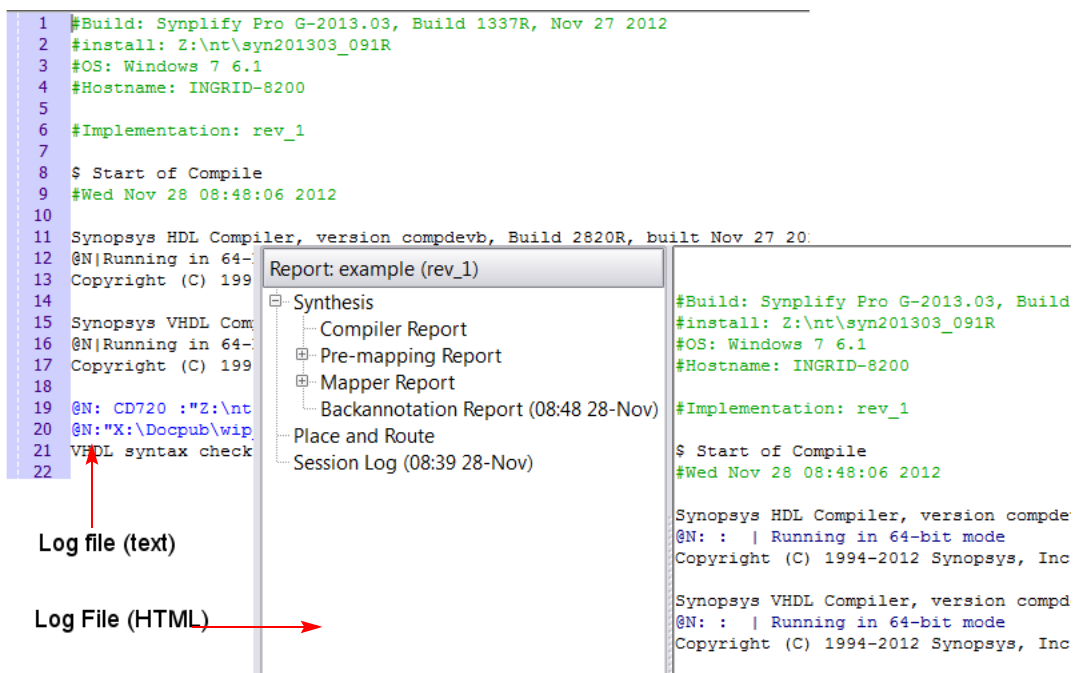 1 #Build: Synplify Pro G-2013.03, Build 1337R, Nov 27 2012
2 #install: Z:\nt\syn201303_091R
3 #OS: Windows 7 6.1
4 #Hostname: INGRID-8200
5
6 #Implementation: rev_1
7
8 $ Start of Compile
9 #Wed Nov 28 08:48:06 2012
10
11 Synopsys HDL Compiler, version compdevb, Build 2820R, built Nov 27 20
12 @N|Running in 64-
13 Copyright (C) 199
14
15 Synopsys VHDL Com
16 @N|Running in 64-
17 Copyright (C) 199
18
19 @N: CD720 :"Z:\nt
20 @N:"X:\Docpub\wip_
21 VHDL syntax check
22
Log file (text)
Log File (HTML)
Report: example (rev_1)
Synthesis
Compiler Report
Pre-mapping Report
Mapper Report
Backannotation Report (08:48 28-Nov)
Place and Route
Session Log (08:39 28-Nov)
#Build: Synplify Pro G-2013.03, Build
#install: Z:\nt\syn201303_091R
#OS: Windows 7 6.1
#Hostname: INGRID-8200
#Implementation: rev_1
$ Start of Compile
#Wed Nov 28 08:48:06 2012
Synopsys HDL Compiler, version compde
@N: : | Running in 64-bit mode
Copyright (C) 1994-2012 Synopsys, Inc
Synopsys VHDL Compiler, version compd
@N: : | Running in 64-bit mode
Copyright (C) 1994-2012 Synopsys, Inc